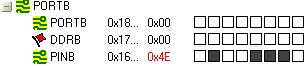 PORTB
PORTB 0x18... 0x00
DDRB 0x17... 0x00
PINB 0x16... 0x4E